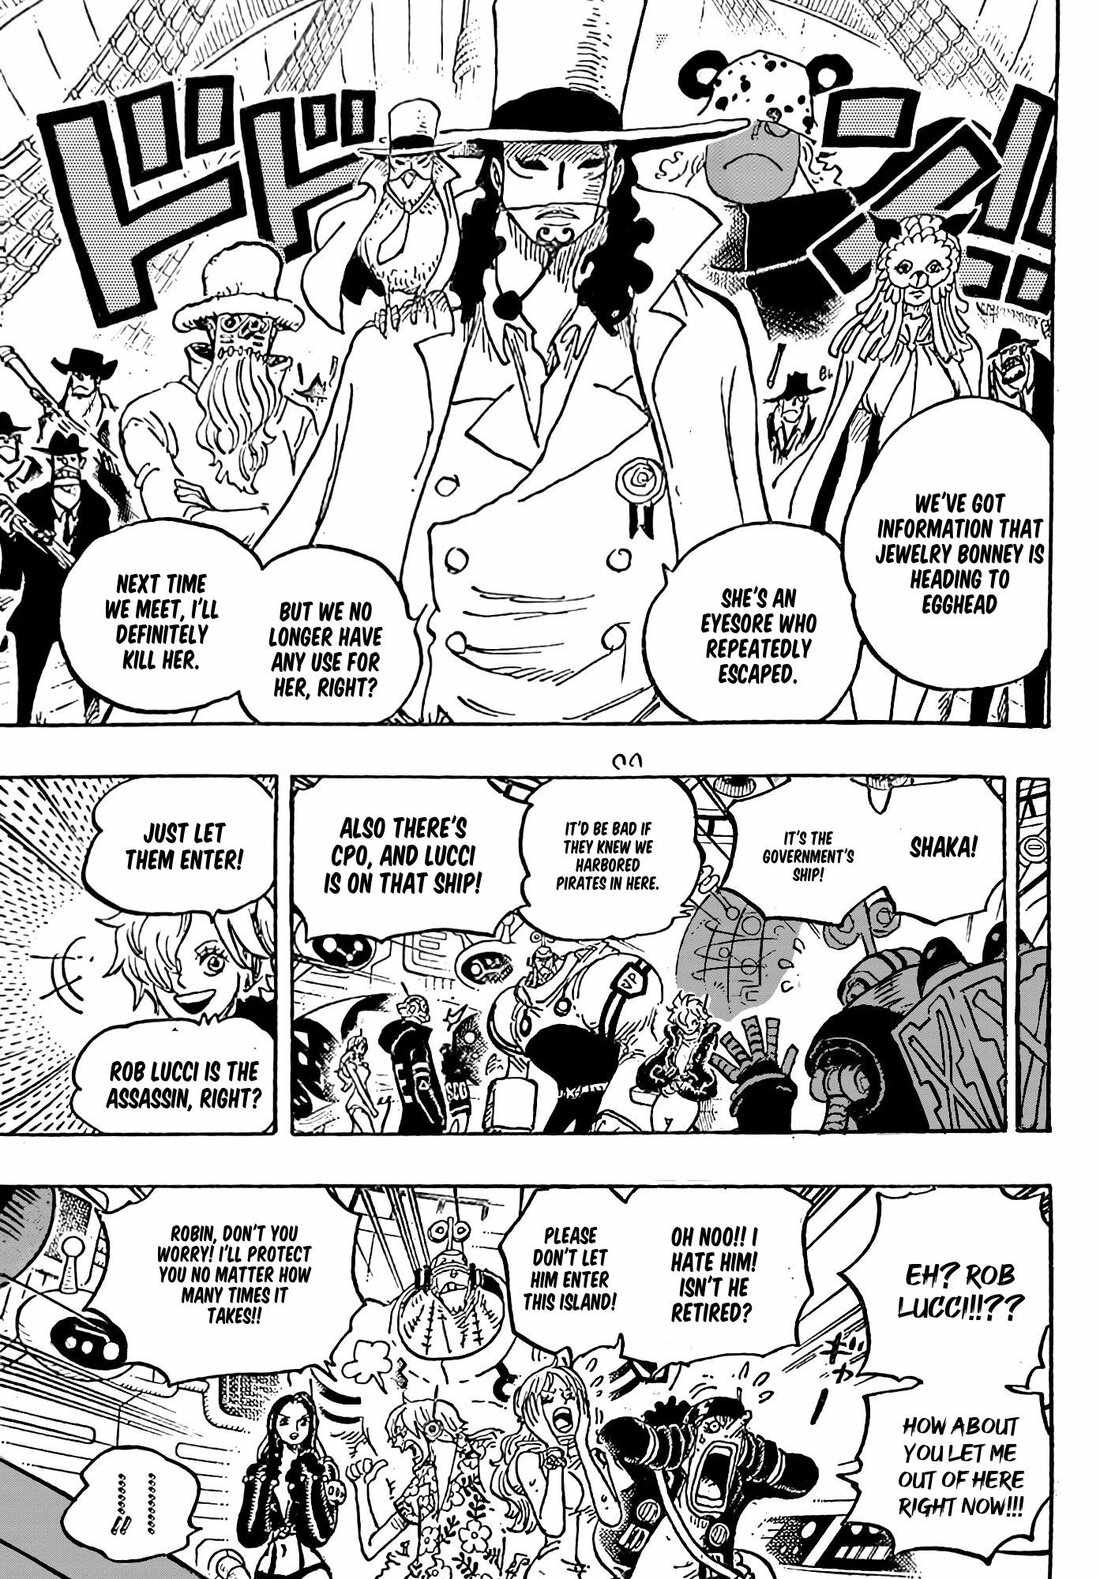 ドドン!!
WE'VE GOT
INFORMATION THAT
JEWELRY BONNEY IS
HEADING TO
EGGHEAD
SHE'S AN
EYESORE WHO
REPEATEDLY
ESCAPED.
BUT WE NO
LONGER HAVE
ANY USE FOR
HER, RIGHT?
NEXT TIME
WE MEET, I'LL
DEFINITELY
KILL HER.
SHAKA!
IT'S THE
GOVERNMENT'S
SHIP!
IT'D BE BAD IF
THEY KNEW WE
HARBORED
PIRATES IN HERE.
ALSO THERE'S
CPO, AND LUCCI
IS ON THAT SHIP!
JUST LET
THEM ENTER!
ROB LUCCI IS THE
ASSASSIN, RIGHT?
EH? ROB
LUCCI!!??
HOW ABOUT
YOU LET ME
OUT OF HERE
RIGHT NOW!!!
OH NOO!! I
HATE HIM!
ISN'T HE
RETIRED?
PLEASE
DON'T LET
HIM ENTER
THIS ISLAND!
ROBIN, DON'T YOU
WORRY! I'LL PROTECT
YOU NO MATTER HOW
MANY TIMES IT
TAKES!!